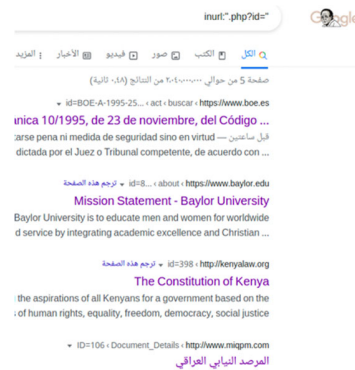 inurl:".php?id="
الكل الكتب صور فيديو الأخبار المزيد
صفحة 5 من حوالي ٢٬٠٤٠٬٠٠٠٬٠٠٠ من النتائج (٠٫٤٨ ثانية)
https://www.boe.es › buscar › act › ...id=BOE-A-1995-25
ánica 10/1995, de 23 de noviembre, del Código ...
قبل ساعتين — tarse pena ni medida de seguridad sino en virtud
dictada por el Juez o Tribunal competente, de acuerdo con ...
https://www.baylor.edu › about › ...id=8 ترجم هذه الصفحة
Mission Statement - Baylor University
Baylor University is to educate men and women for worldwide
d service by integrating academic excellence and Christian ...
http://kenyalaw.org › id=398 ترجم هذه الصفحة
The Constitution of Kenya
the aspirations of all Kenyans for a government based on the
s of human rights, equality, freedom, democracy, social justice
http://www.miqpm.com › Document_Details › ID=106
المرصد النيابي العراقي